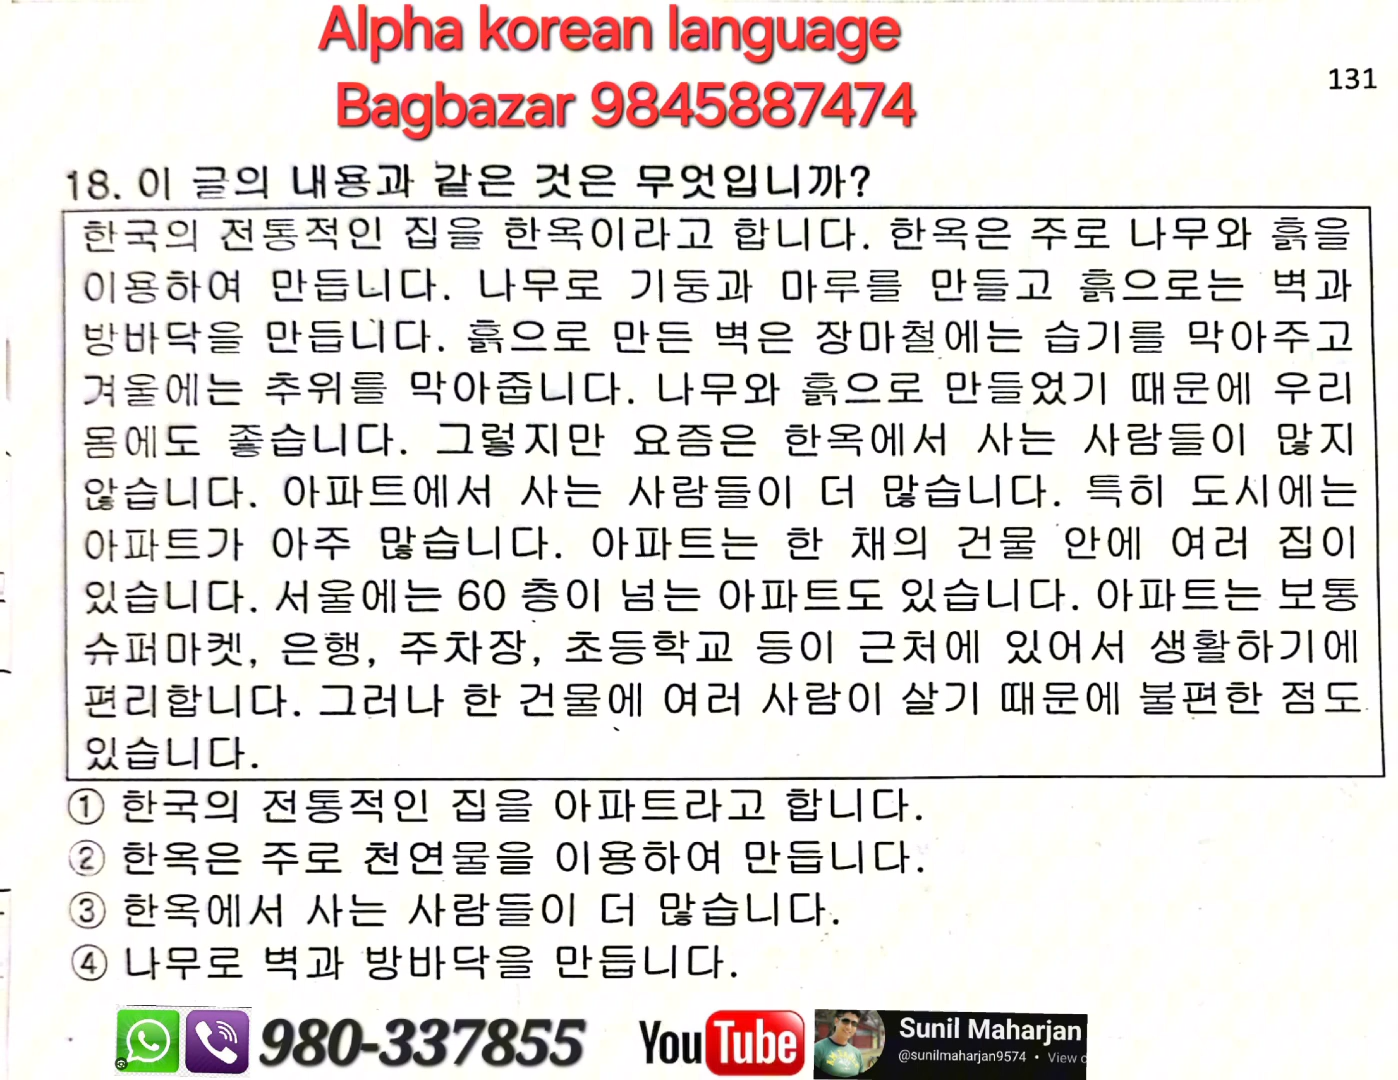 Alpha korean language
Bagbazar 9845887474
131
18. 이 글의 내용과 같은 것은 무엇입니까?
한국의 전통적인 집을 한옥이라고 합니다. 한옥은 주로 나무와 흙을
이용하여 만듭니다. 나무로 기둥과 마루를 만들고 흙으로는 벽과
방바닥을 만듭니다. 흙으로 만든 벽은 장마철에는 습기를 막아주고
겨울에는 추위를 막아줍니다. 나무와 흙으로 만들었기 때문에 우리
몸에도 좋습니다. 그렇지만 요즘은 한옥에서 사는 사람들이 많지
않습니다. 아파트에서 사는 사람들이 더 많습니다. 특히 도시에는
아파트가 아주 많습니다. 아파트는 한 채의 건물 안에 여러 집이
있습니다. 서울에는 60 층이 넘는 아파트도 있습니다. 아파트는 보통
슈퍼마켓, 은행, 주차장, 초등학교 등이 근처에 있어서 생활하기에
편리합니다. 그러나 한 건물에 여러 사람이 살기 때문에 불편한 점도
있습니다.
① 한국의 전통적인 집을 아파트라고 합니다.
② 한옥은 주로 천연물을 이용하여 만듭니다.
③ 한옥에서 사는 사람들이 더 많습니다.
④ 나무로 벽과 방바닥을 만듭니다.
980-337855 YouTube Sunil Maharjan
@sunilmaharjan9574 • View c